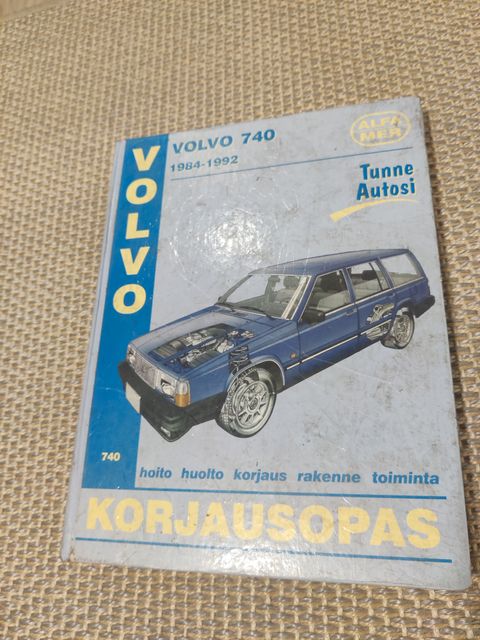 VOLVO 740
1984-1992
ALFA
MER
Tunne
Autosi
VOLVO
740
hoito huolto korjaus rakenne toiminta
KORJAUSOPAS